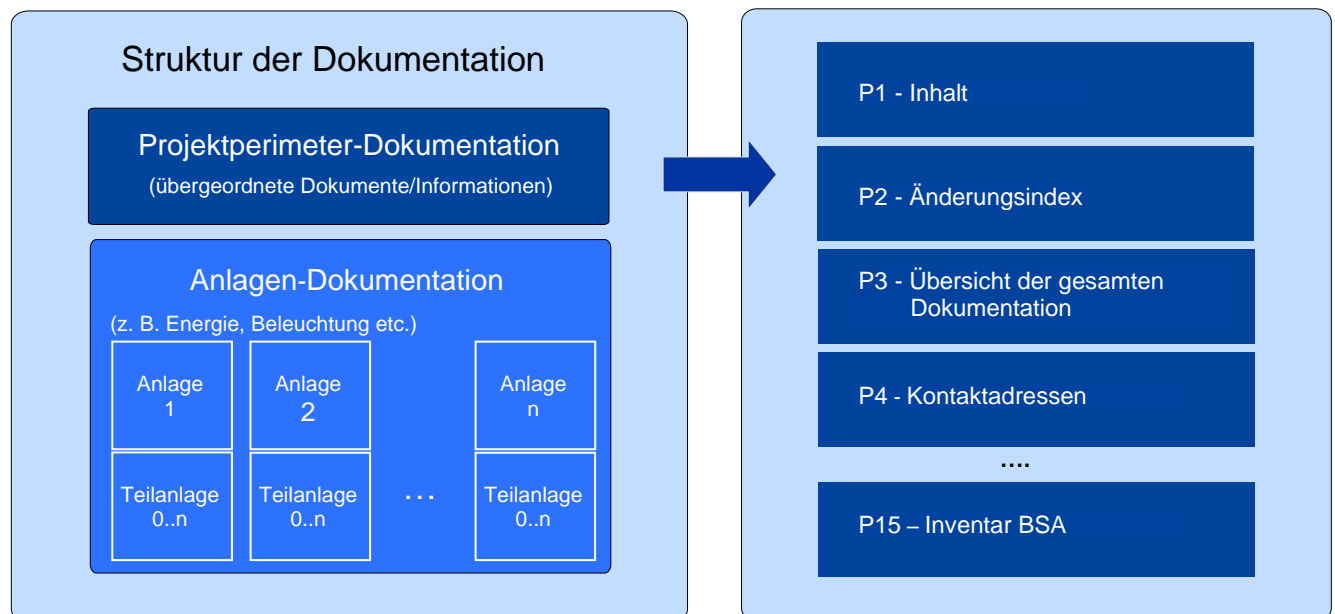 Struktur der Dokumentation
Projektperimeter-Dokumentation
(übergeordnete Dokumente/Informationen)
Anlagen-Dokumentation
(z. B. Energie, Beleuchtung etc.)
Anlage
1
Anlage
2
Anlage
n
Teilanlage
0..n
Teilanlage
0..n
...
Teilanlage
0..n
P1 - Inhalt
P2 - Änderungsindex
P3 - Übersicht der gesamten
Dokumentation
P4 - Kontaktadressen
....
P15 – Inventar BSA